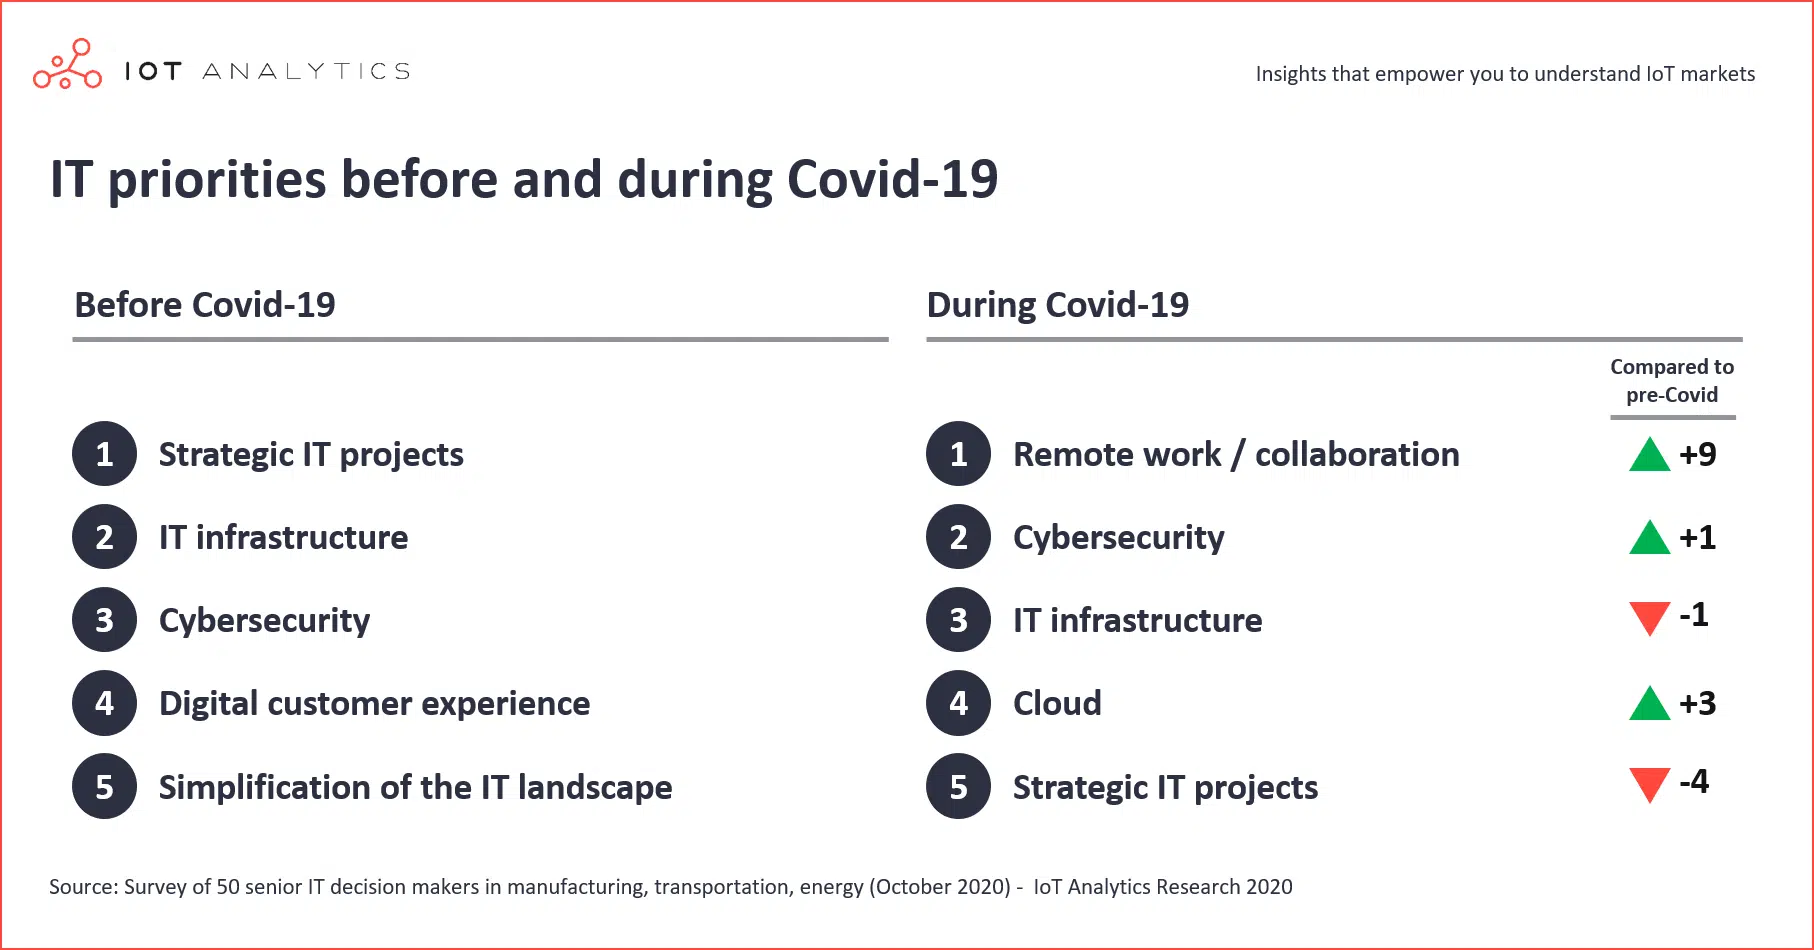 IOT ANALYTICS
Insights that empower you to understand IoT markets
IT priorities before and during Covid-19
Before Covid-19
1 Strategic IT projects
2 IT infrastructure
3 Cybersecurity
4 Digital customer experience
5 Simplification of the IT landscape
During Covid-19
Compared to
pre-Covid
1 Remote work / collaboration +9
2 Cybersecurity +1
3 IT infrastructure -1
4 Cloud +3
5 Strategic IT projects -4
Source: Survey of 50 senior IT decision makers in manufacturing, transportation, energy (October 2020) - IoT Analytics Research 2020